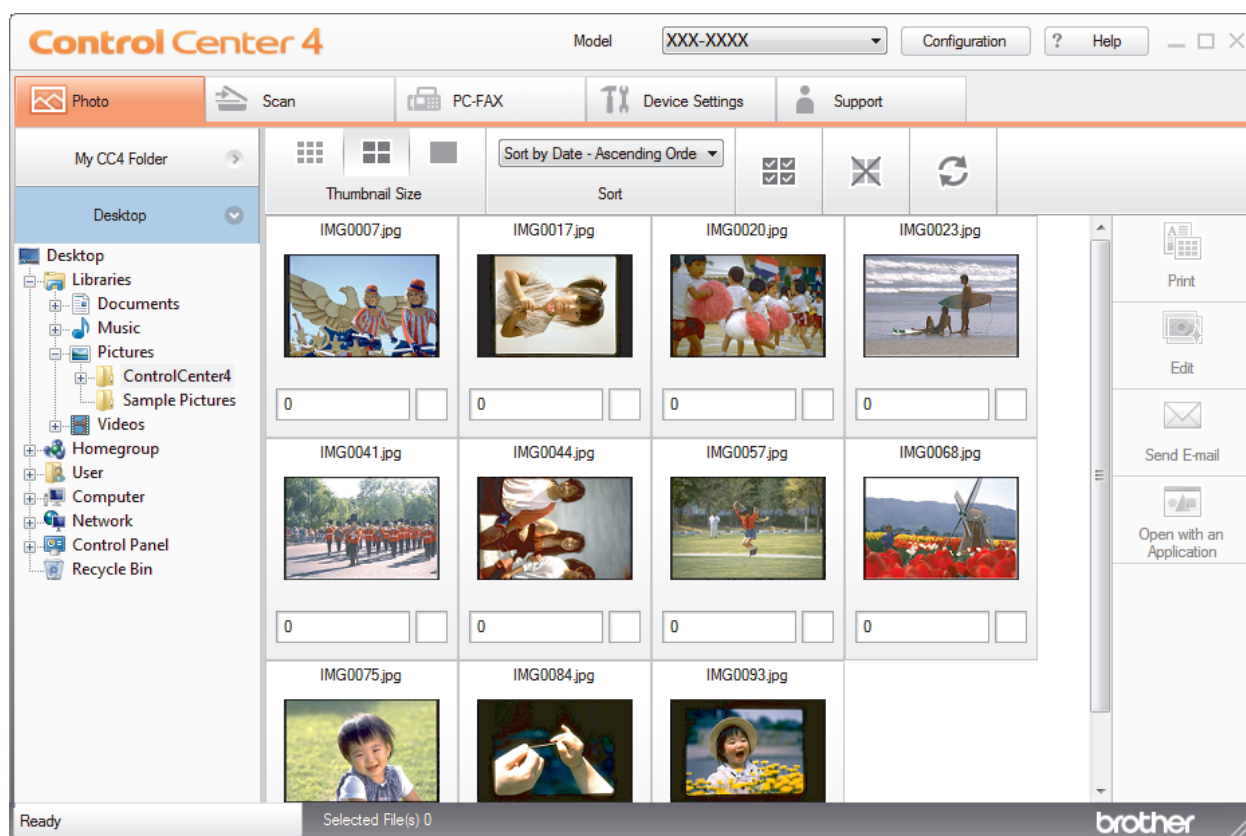 Control Center 4
Model
XXX-XXXX
Configuration
? Help
Photo
Scan
PC-FAX
Device Settings
Support
My CC4 Folder
Desktop
Thumbnail Size
Sort by Date - Ascending Orde
Sort
Desktop
Libraries
Documents
Music
Pictures
ControlCenter4
Sample Pictures
Videos
Homegroup
User
Computer
Network
Control Panel
Recycle Bin
IMG0007.jpg
IMG0017.jpg
IMG0020.jpg
IMG0023.jpg
0
0
0
0
IMG0041.jpg
IMG0044.jpg
IMG0057.jpg
IMG0068.jpg
0
0
0
0
IMG0075.jpg
IMG0084.jpg
IMG0093.jpg
Print
Edit
Send E-mail
Open with an
Application
Ready
Selected File(s) 0
brother